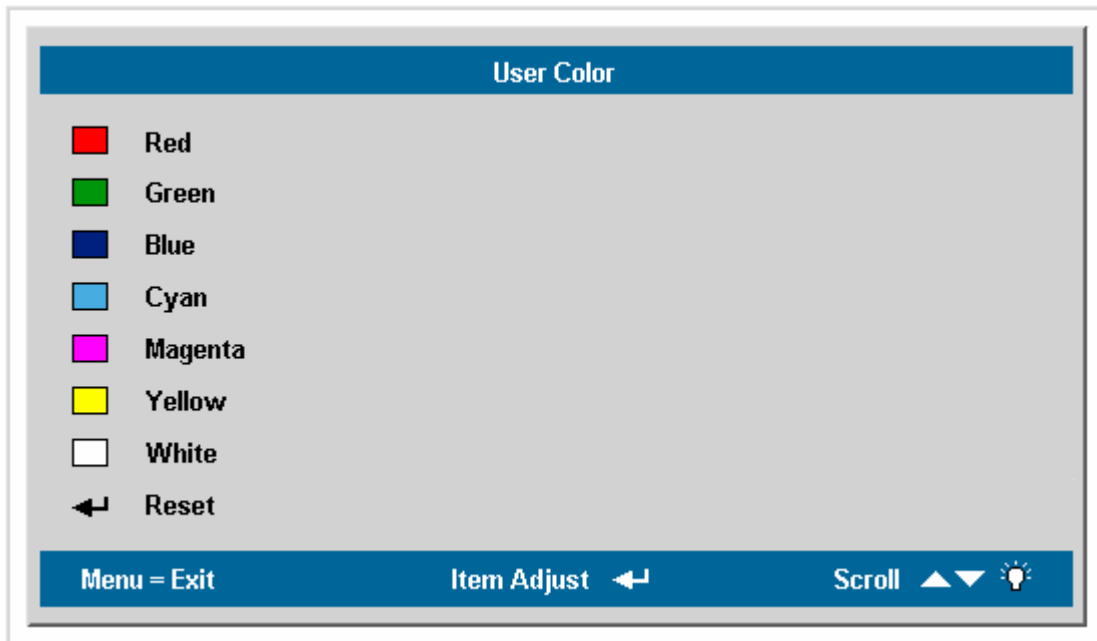 User Color
Red
Green
Blue
Cyan
Magenta
Yellow
White
Reset
Menu = Exit Item Adjust Scroll